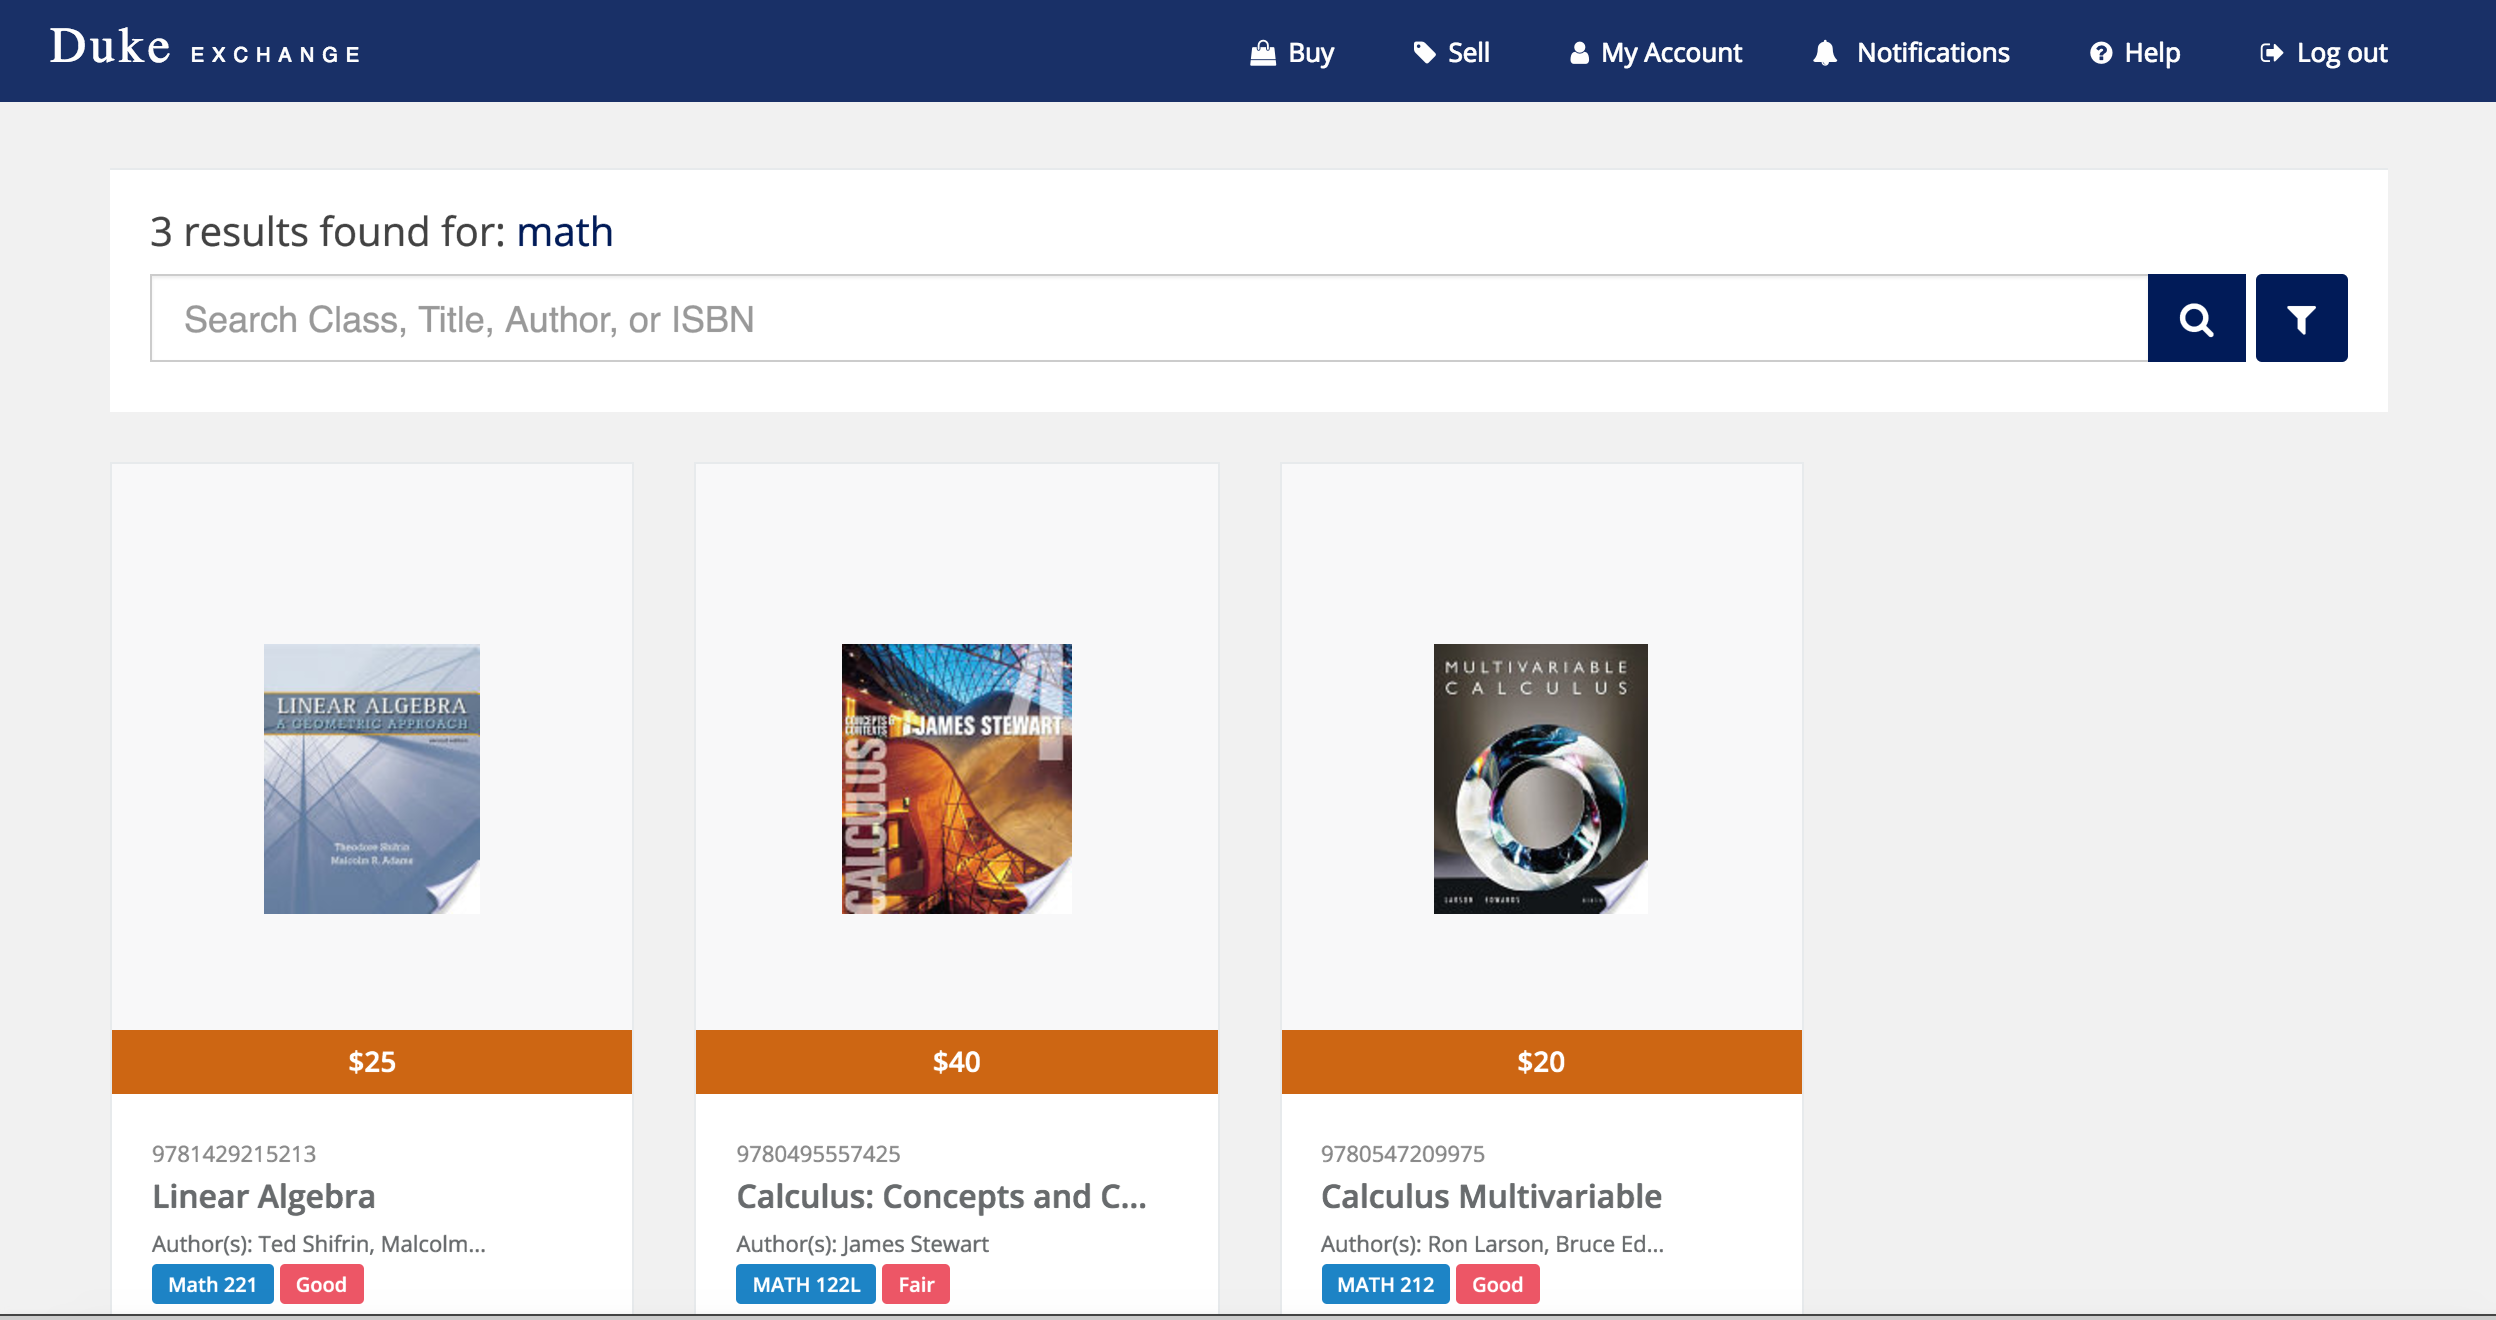 Duke EXCHANGE
Buy
Sell
My Account
Notifications
Help
Log out
3 results found for: math
Search Class, Title, Author, or ISBN
LINEAR ALGEBRA
A GEOMETRIC APPROACH
Theodore Shifrin
Malcolm R. Adams
CONCEPTS &
CONTEXTS
JAMES STEWART
4
CALCULUS
MULTIVARIABLE
CALCULUS
LARSON EDWARDS
$25
$40
$20
9781429215213
Linear Algebra
Author(s): Ted Shifrin, Malcolm...
Math 221
Good
9780495557425
Calculus: Concepts and C...
Author(s): James Stewart
MATH 122L
Fair
9780547209975
Calculus Multivariable
Author(s): Ron Larson, Bruce Ed...
MATH 212
Good